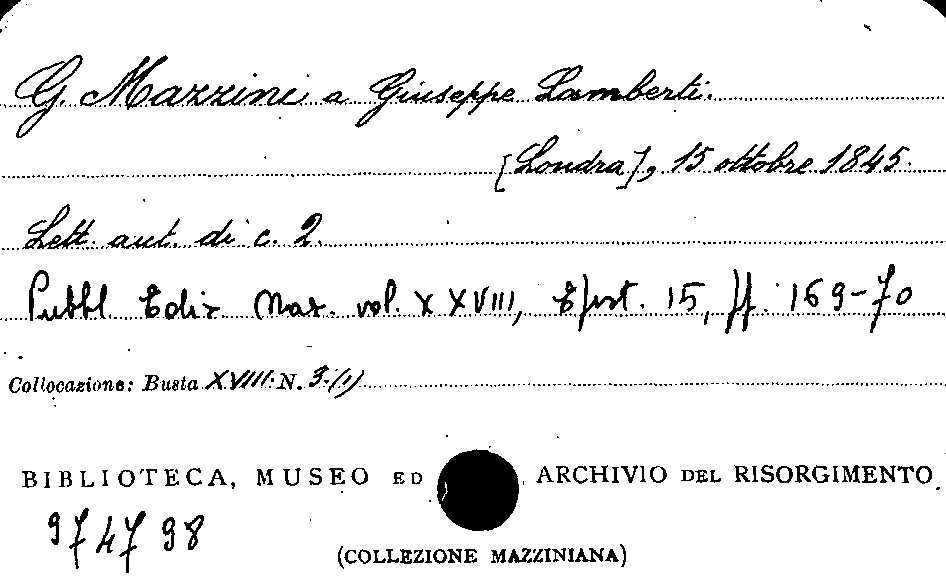 G. Mazzini a Giuseppe Lamberti.
[Londra], 15 ottobre 1845.
Lett. aut. di c. 2.
Pubbl Ediz Naz. vol. XXVIII, Epist. 15, pp. 169-70
Collocazione: Busta XVIII N. 3.(1)
BIBLIOTECA, MUSEO ED ARCHIVIO DEL RISORGIMENTO
974798
(COLLEZIONE MAZZINIANA)